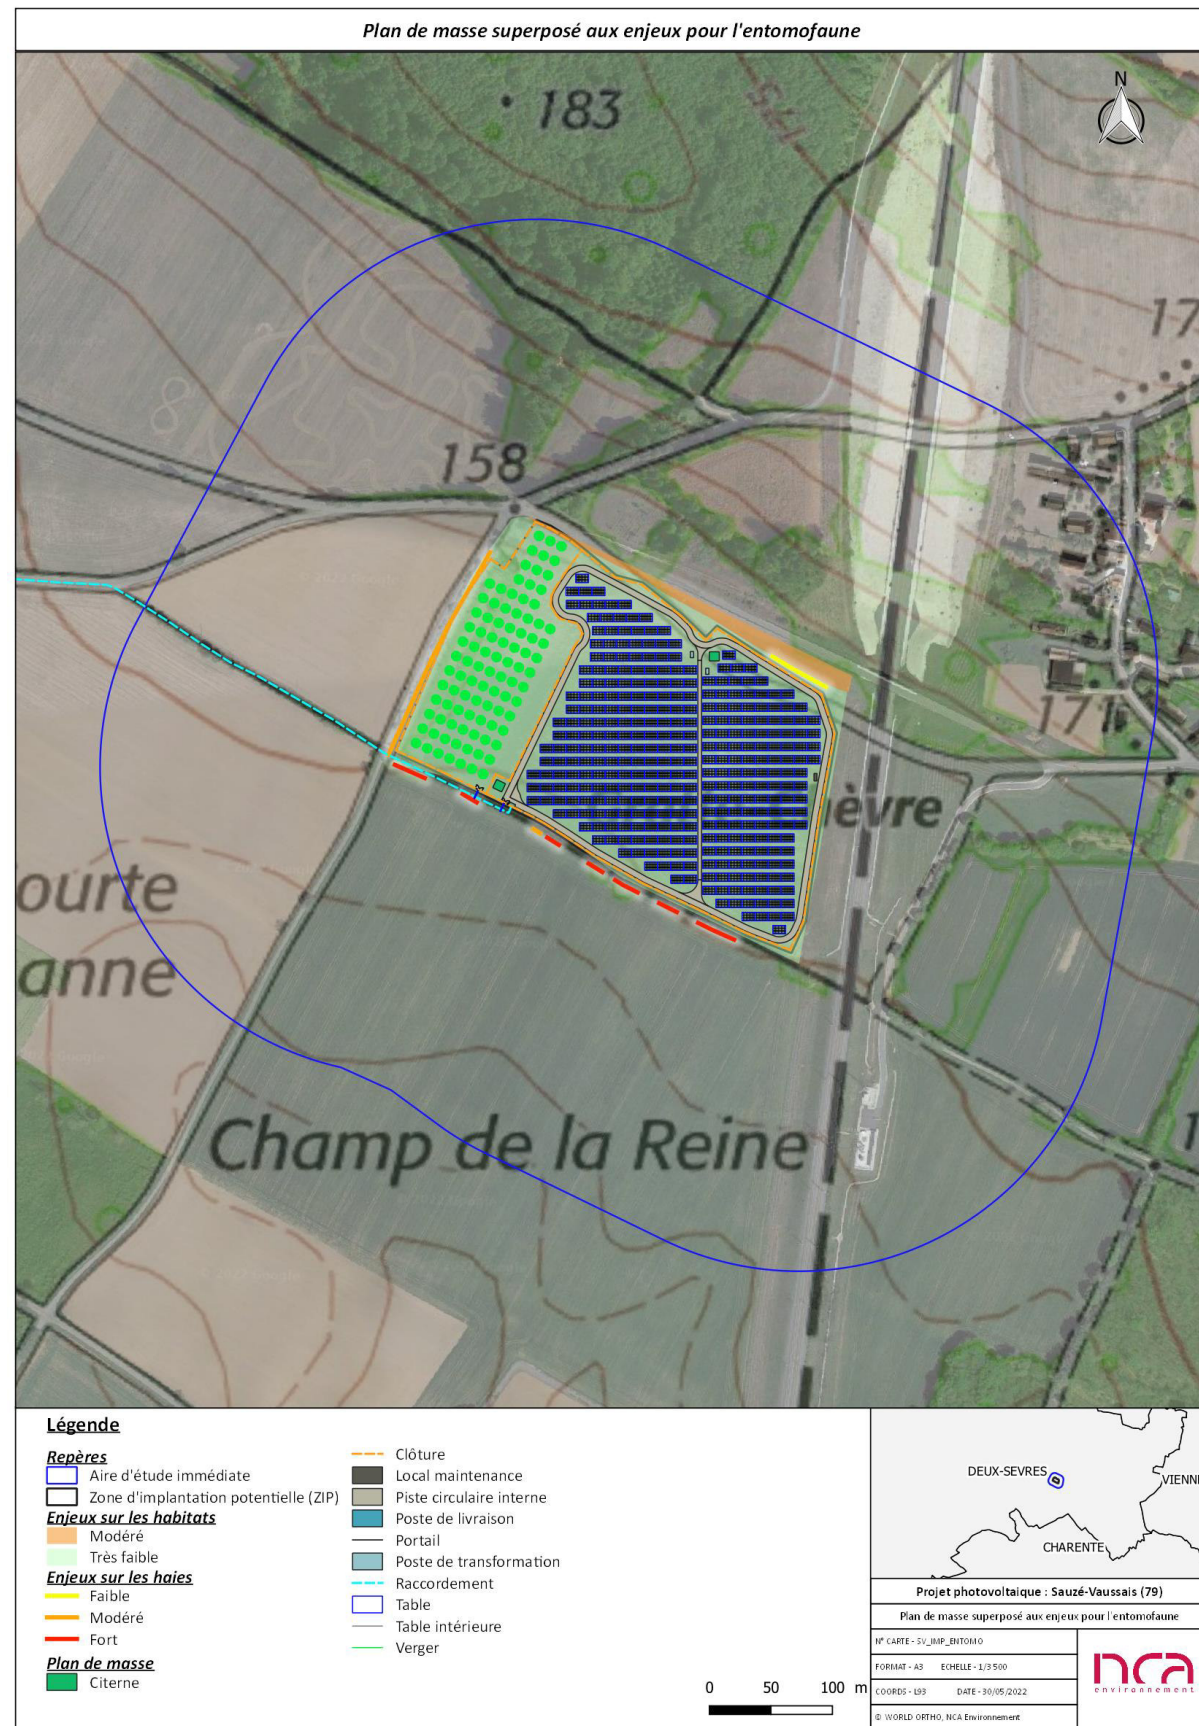 Plan de masse superposé aux enjeux pour l'entomofaune
N
183
175
17
158
17
èvre
ourte
anne
Champ de la Reine
1
Légende
Repères
Aire d'étude immédiate
Zone d'implantation potentielle (ZIP)
Enjeux sur les habitats
Modéré
Très faible
Enjeux sur les haies
Faible
Modéré
Fort
Plan de masse
Citerne
Clôture
Local maintenance
Piste circulaire interne
Poste de livraison
Portail
Poste de transformation
Raccordement
Table
Table intérieure
Verger
0 50 100 m
DEUX-SEVRES
VIENN
CHARENTE
Projet photovoltaique : Sauzé-Vaussais (79)
Plan de masse superposé aux enjeux pour l'entomofaune
N° CARTE - SV_IMP_ENTOMO
FORMAT - A3 ECHELLE - 1/3 500
COORDS - L93 DATE - 30/05/2022
© WORLD ORTHO, NCA Environnement
nca
environnement